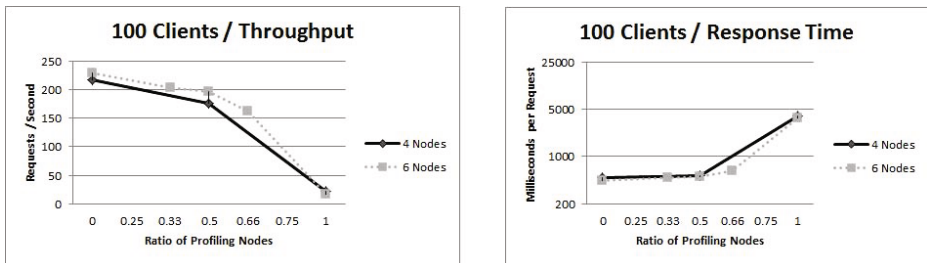 100 Clients / Throughput
Requests / Second
250
200
150
100
50
0
0 0.25 0.33 0.5 0.66 0.75 1
Ratio of Profiling Nodes
4 Nodes
6 Nodes
100 Clients / Response Time
Milliseconds per Request
25000
5000
1000
200
0 0.25 0.33 0.5 0.66 0.75 1
Ratio of Profiling Nodes
4 Nodes
6 Nodes